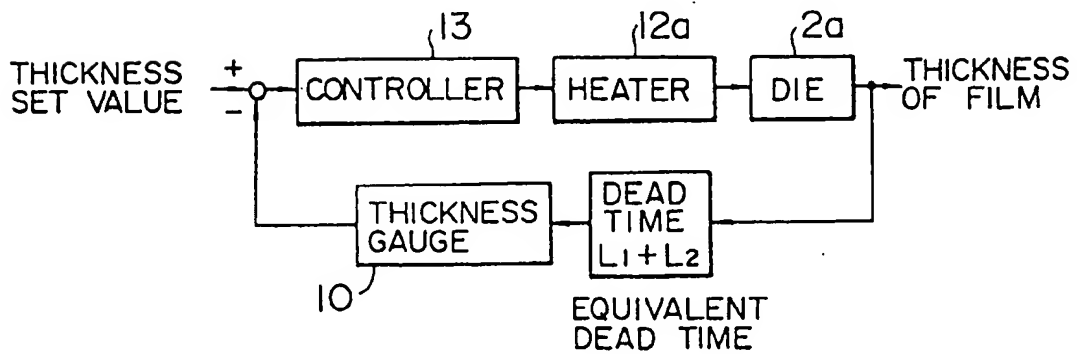 13
12a
2a
THICKNESS
SET VALUE
+
−
CONTROLLER
HEATER
DIE
THICKNESS
OF FILM
THICKNESS
GAUGE
10
DEAD
TIME
L1 + L2
EQUIVALENT
DEAD TIME